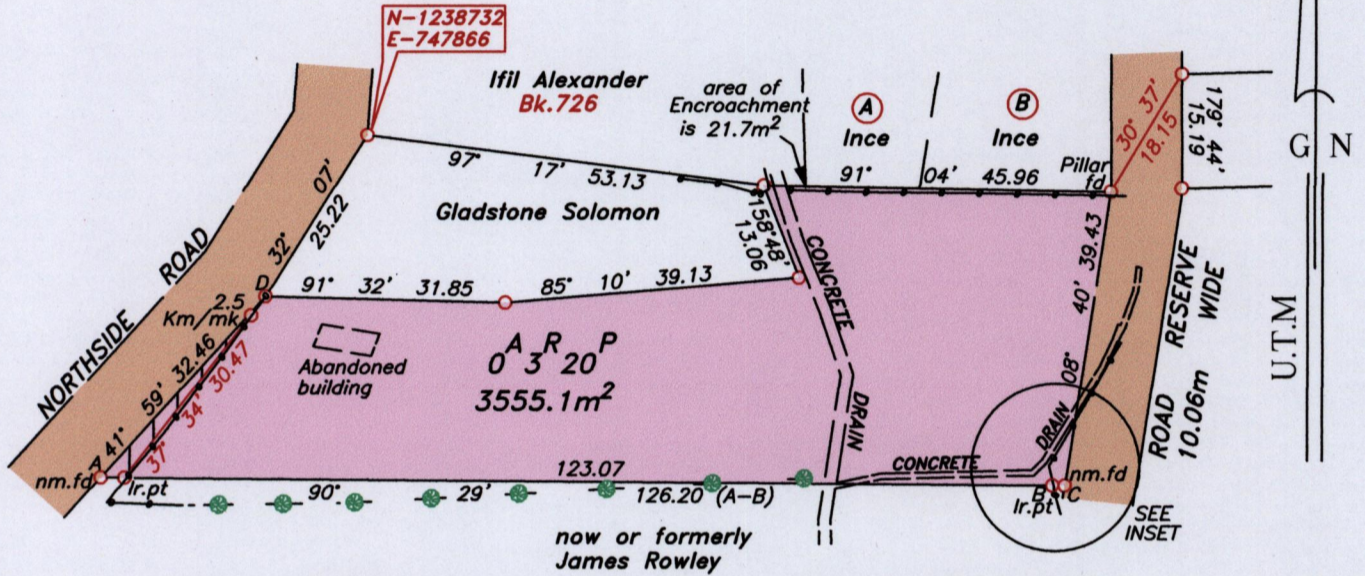 N-1238732
E-747866
Ifil Alexander
Bk.726
area of
Encroachment
is 21.7m²
A
Ince
B
Ince
30° 37'
18.15
179° 44'
15.19
G N
97° 17' 53.13
91° 04' 45.96
Pillar
fd
32° 07'
25.22
Gladstone Solomon
158°48'
13.06
CONCRETE
DRAIN
08° 40' 39.43
NORTHSIDE ROAD
D
91° 32' 31.85
85° 10' 39.13
2.5
Km mk
Abandoned
building
0A 3R 20P
3555.1m²
41° 59' 32.46
37° 34' 30.47
ROAD RESERVE
10.06m WIDE
U.T.M
A
nm.fd
Ir.pt
123.07
90° 29' 126.20 (A-B)
CONCRETE
DRAIN
B
C
nm.fd
Ir.pt
SEE
INSET
now or formerly
James Rowley